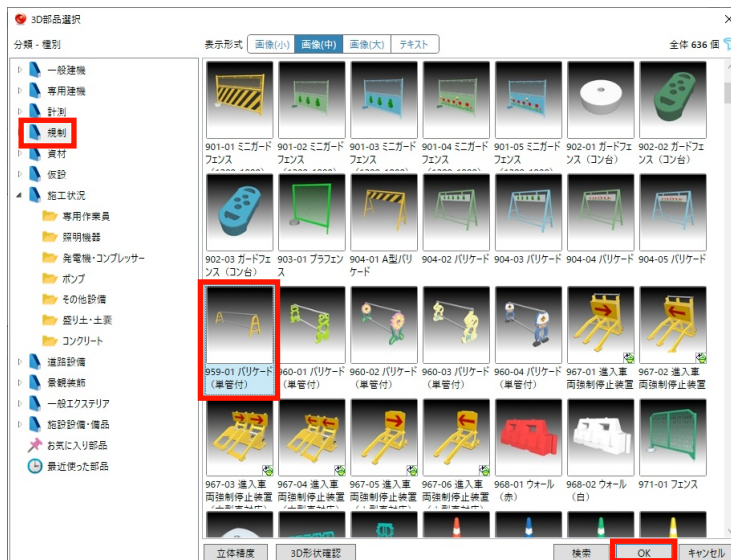 3D部品選択
分類 - 種別
表示形式 画像(小) 画像(中) 画像(大) テキスト 全体 636 個
一般建機
専用建機
計測
規制
資材
仮設
施工状況
専用作業員
照明機器
発電機・コンプレッサー
ポンプ
その他設備
盛り土・土嚢
コンクリート
道路設備
景観装飾
一般エクステリア
施設設備・備品
お気に入り部品
最近使った部品
901-01 ミニガードフェンス
901-02 ミニガードフェンス
901-03 ミニガードフェンス
901-04 ミニガードフェンス
901-05 ミニガードフェンス
902-01 ガードフェンス（コン台）
902-02 ガードフェンス（コン台）
902-03 ガードフェンス（コン台）
903-01 プラフェンス
904-01 A型バリケード
904-02 バリケード
904-03 バリケード
904-04 バリケード
904-05 バリケード
959-01 バリケード（単管付）
960-01 バリケード（単管付）
960-02 バリケード（単管付）
960-03 バリケード（単管付）
960-04 バリケード（単管付）
967-01 進入車両強制停止装置
967-02 進入車両強制停止装置
967-03 進入車両強制停止装置
967-04 進入車両強制停止装置
967-05 進入車両強制停止装置
967-06 進入車両強制停止装置
968-01 ウォール（赤）
968-02 ウォール（白）
971-01 フェンス
立体精度 3D形状確認 検索 OK キャンセル